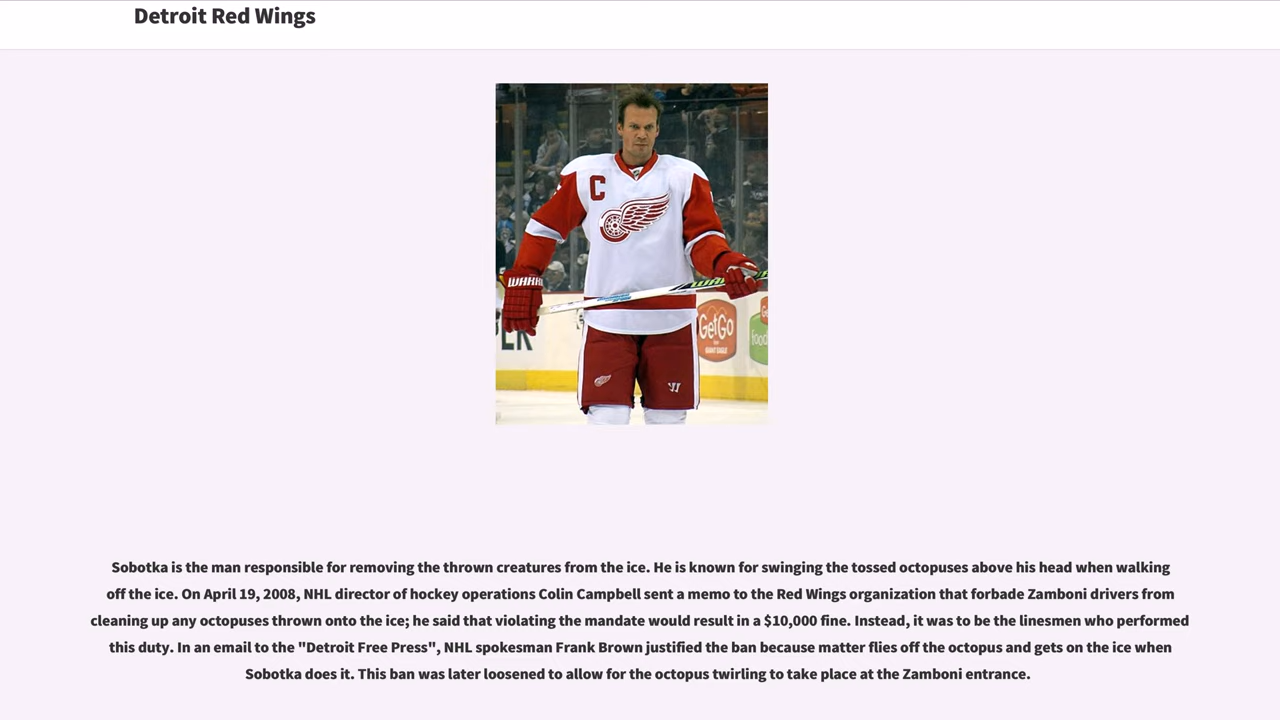 Detroit Red Wings
C
WARR
GetGo
food
Sobotka is the man responsible for removing the thrown creatures from the ice. He is known for swinging the tossed octopuses above his head when walking
off the ice. On April 19, 2008, NHL director of hockey operations Colin Campbell sent a memo to the Red Wings organization that forbade Zamboni drivers from
cleaning up any octopuses thrown onto the ice; he said that violating the mandate would result in a $10,000 fine. Instead, it was to be the linesmen who performed
this duty. In an email to the "Detroit Free Press", NHL spokesman Frank Brown justified the ban because matter flies off the octopus and gets on the ice when
Sobotka does it. This ban was later loosened to allow for the octopus twirling to take place at the Zamboni entrance.